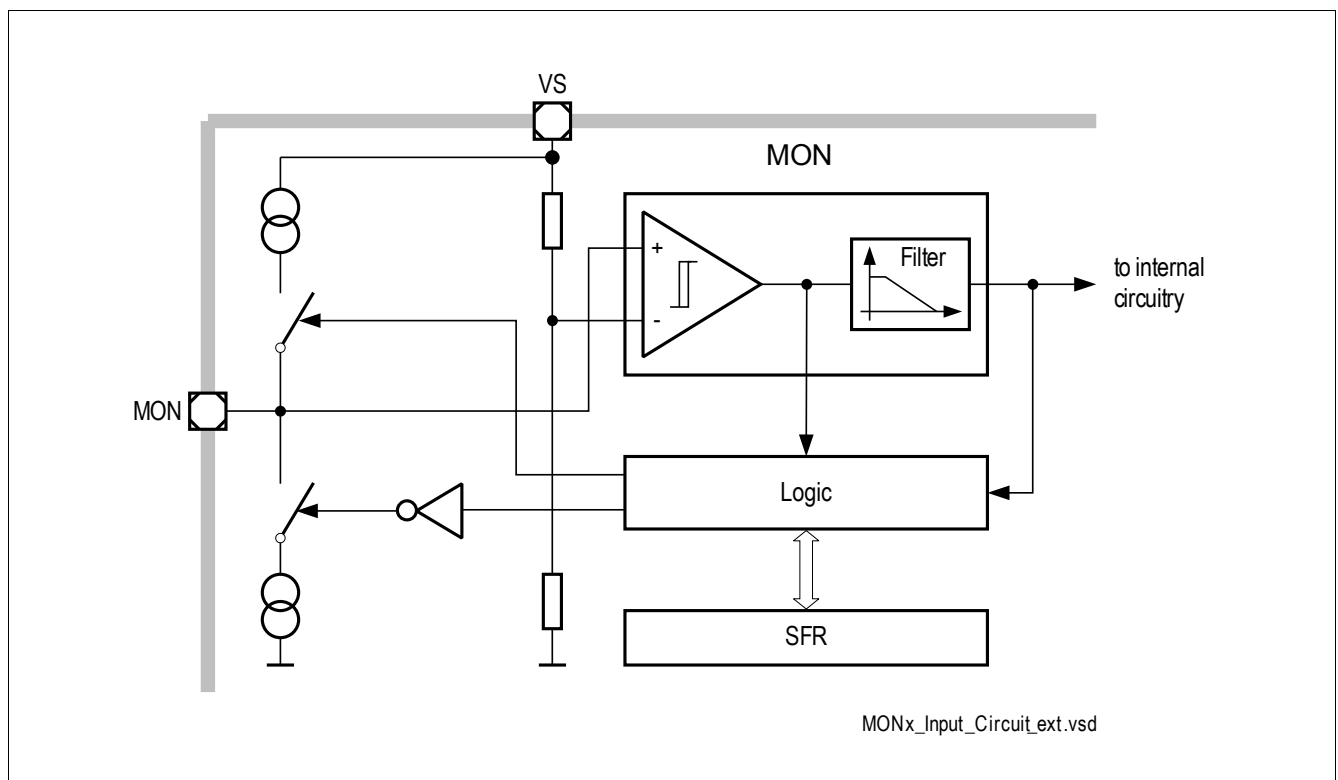 VS
MON
+
-
Filter
to internal
circuitry
MON
Logic
SFR
MONx_Input_Circuit_ext.vsd